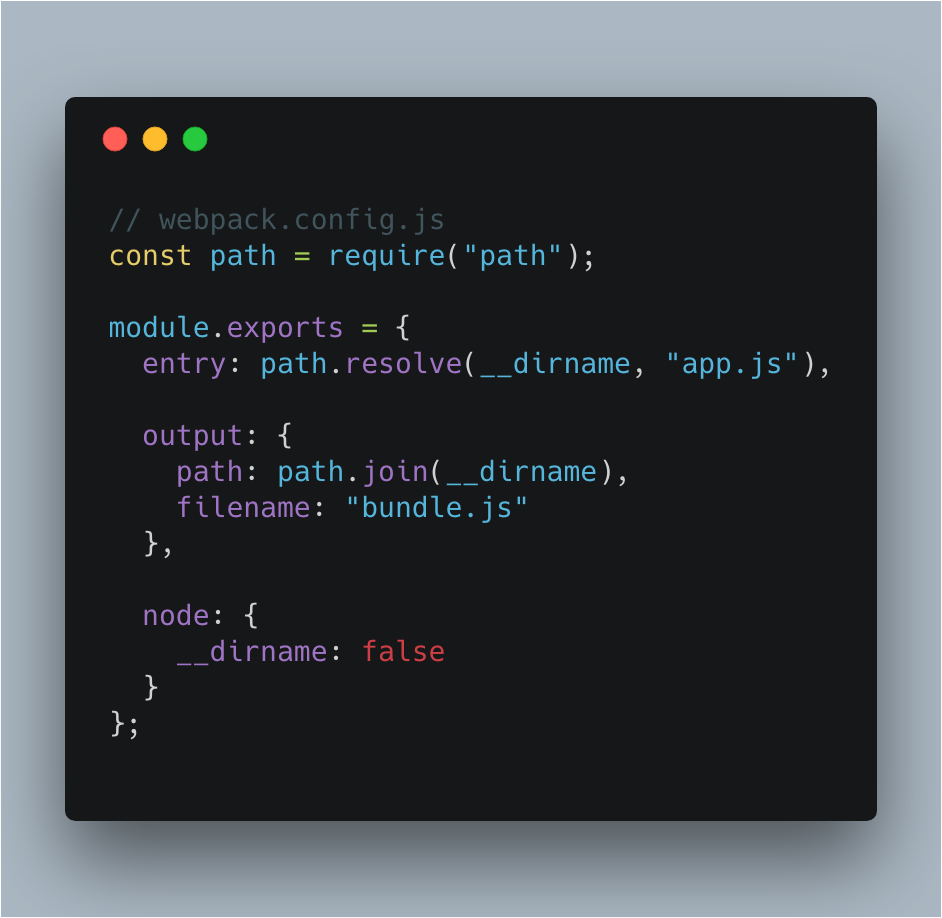 // webpack.config.js
const path = require("path");
module.exports = {
  entry: path.resolve(__dirname, "app.js"),
  output: {
    path: path.join(__dirname),
    filename: "bundle.js"
  },
  node: {
    __dirname: false
  }
};